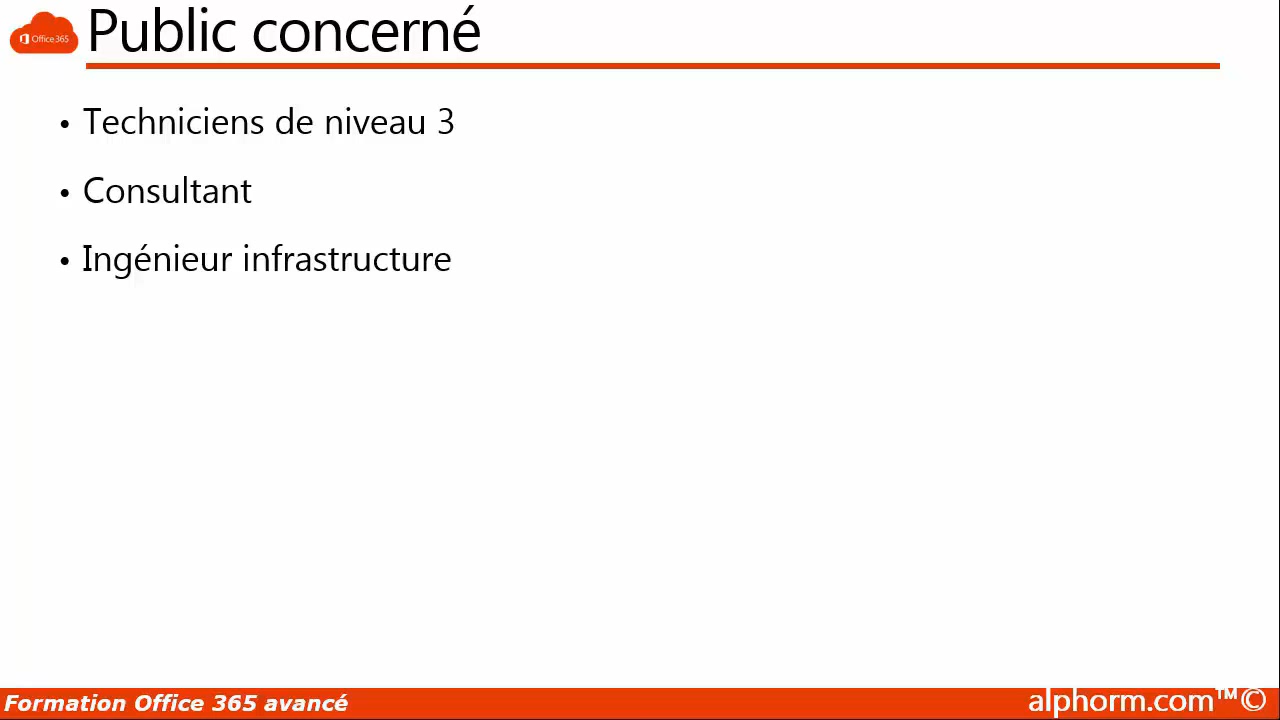 Office 365
Public concerné
• Techniciens de niveau 3
• Consultant
• Ingénieur infrastructure
Formation Office 365 avancé
alphorm.com™©